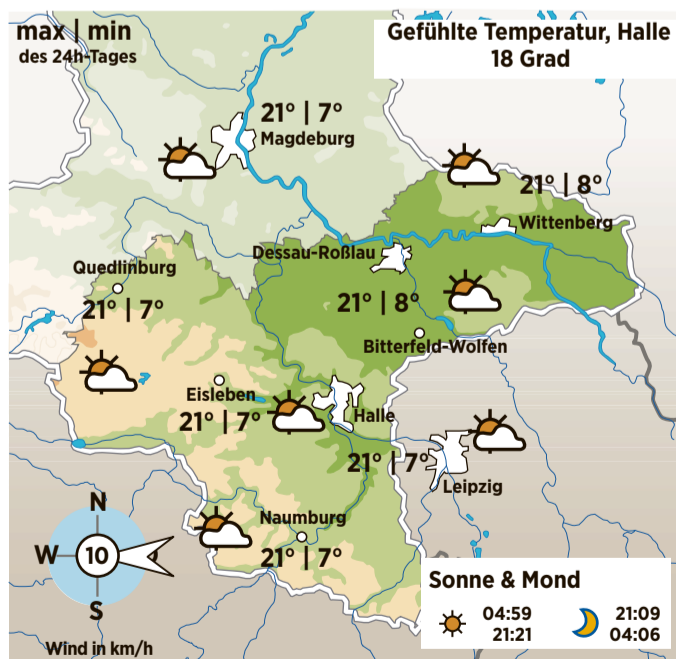 max | min
des 24h-Tages
Gefühlte Temperatur, Halle
18 Grad
21° | 7°
Magdeburg
21° | 8°
Wittenberg
Dessau-Roßlau
Quedlinburg
21° | 7°
21° | 8°
Bitterfeld-Wolfen
Eisleben
21° | 7°
Halle
21° | 7°
Leipzig
Naumburg
21° | 7°
N
W
10
S
Wind in km/h
Sonne & Mond
04:59
21:21
21:09
04:06